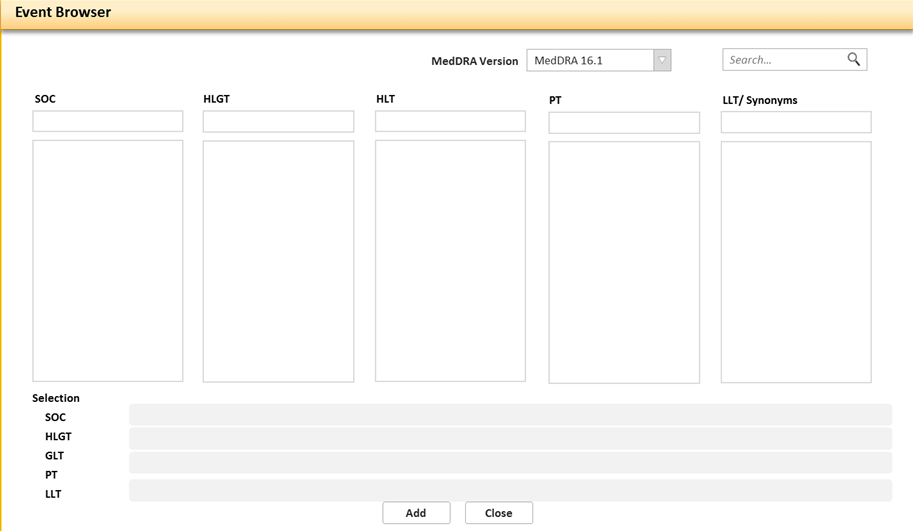 Event Browser
MedDRA Version MedDRA 16.1 Search...
SOC HLGT HLT PT LLT/ Synonyms
Selection
SOC
HLGT
GLT
PT
LLT
Add Close